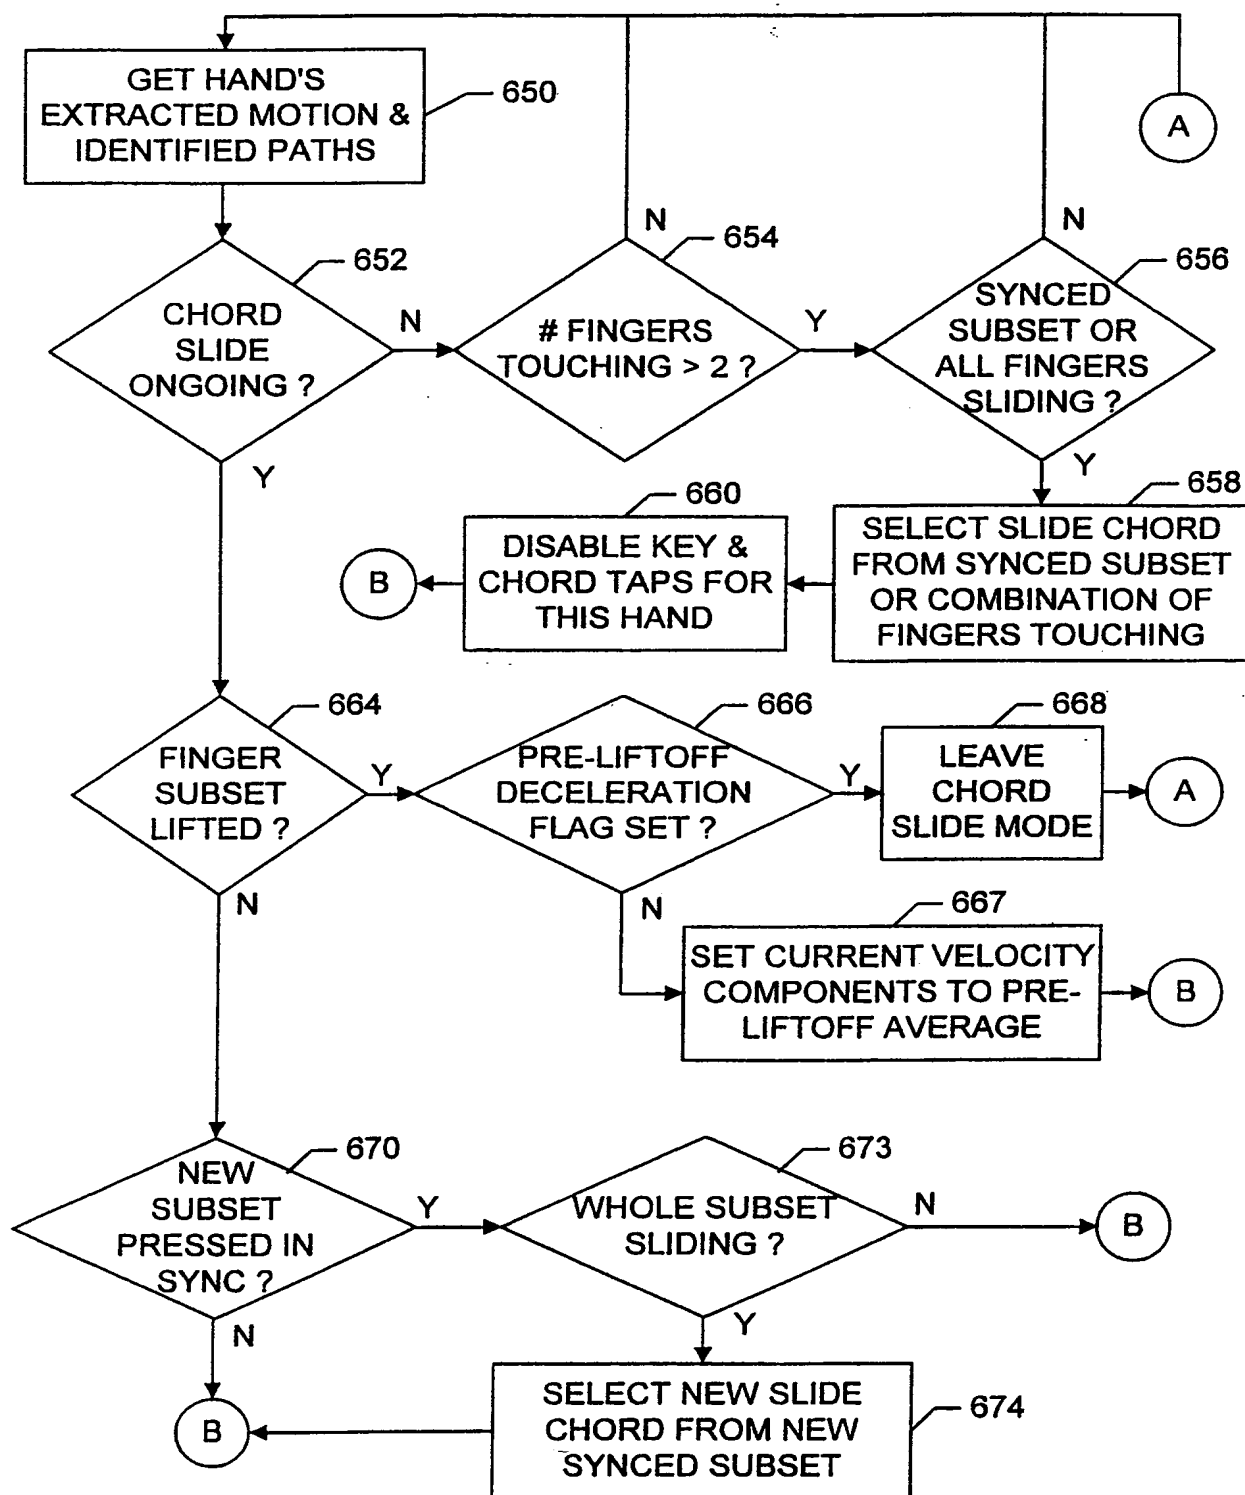 GET HAND'S
EXTRACTED MOTION &
IDENTIFIED PATHS
650
A
CHORD
SLIDE
ONGOING ?
652
N
# FINGERS
TOUCHING > 2 ?
654
N
Y
SYNCED
SUBSET OR
ALL FINGERS
SLIDING ?
656
N
Y
Y
SELECT SLIDE CHORD
FROM SYNCED SUBSET
OR COMBINATION OF
FINGERS TOUCHING
658
DISABLE KEY &
CHORD TAPS FOR
THIS HAND
660
B
FINGER
SUBSET
LIFTED ?
664
Y
PRE-LIFTOFF
DECELERATION
FLAG SET ?
666
Y
LEAVE
CHORD
SLIDE MODE
668
A
N
N
SET CURRENT VELOCITY
COMPONENTS TO PRE-
LIFTOFF AVERAGE
667
B
NEW
SUBSET
PRESSED IN
SYNC ?
670
Y
WHOLE SUBSET
SLIDING ?
673
N
B
N
Y
B
SELECT NEW SLIDE
CHORD FROM NEW
SYNCED SUBSET
674